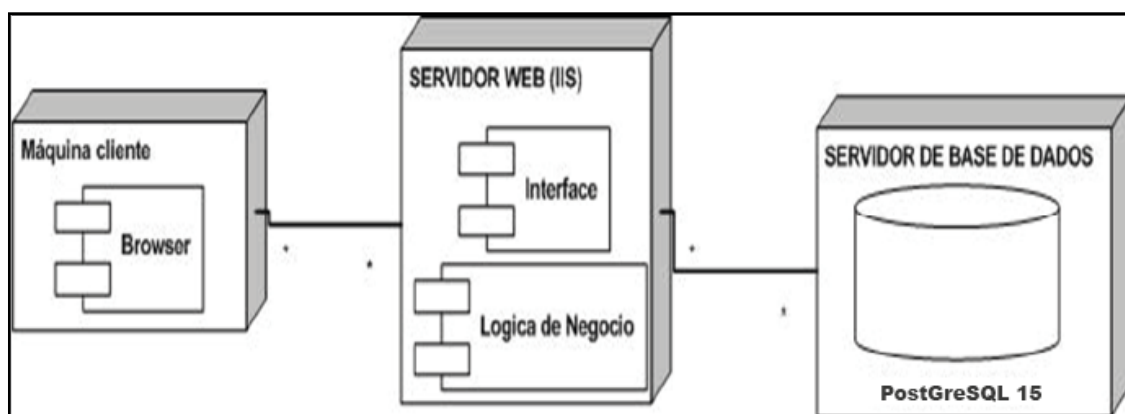 Máquina cliente
Browser
*
*
SERVIDOR WEB (IIS)
Interface
Logica de Negocio
*
*
SERVIDOR DE BASE DE DADOS
PostGreSQL 15